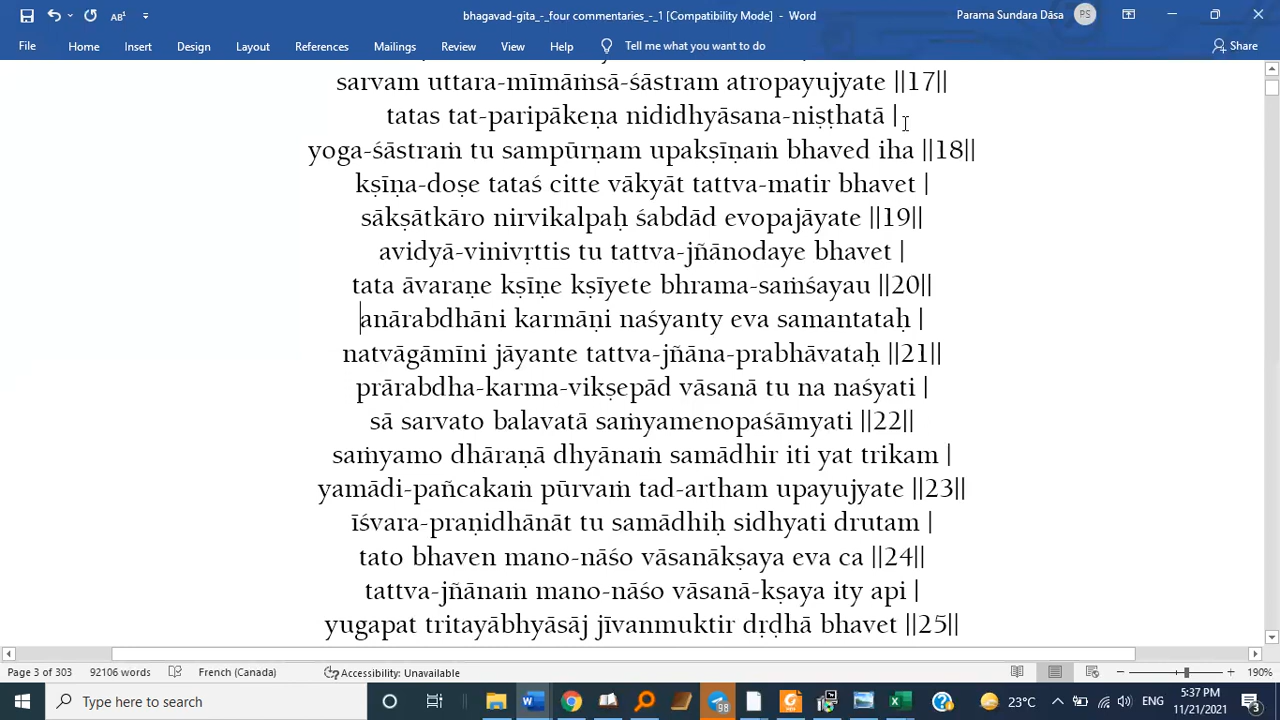 bhagavad-gita_-_four commentaries_-_1 [Compatibility Mode] - Word
Parama Sundara Dāsa PS
File Home Insert Design Layout References Mailings Review View Help Tell me what you want to do Share
sarvam uttara-mīmāṁsā-śāstram atropayujyate ||17||
tatas tat-paripākeṇa nididhyāsana-niṣṭhatā |
yoga-śāstraṁ tu sampūrṇam upakṣīṇaṁ bhaved iha ||18||
kṣīṇa-doṣe tataś citte vākyāt tattva-matir bhavet |
sākṣātkāro nirvikalpaḥ śabdād evopajāyate ||19||
avidyā-vinivṛttis tu tattva-jñānodaye bhavet |
tata āvaraṇe kṣīṇe kṣīyete bhrama-saṁśayau ||20||
anārabdhāni karmāṇi naśyanty eva samantataḥ |
natvāgāmīni jāyante tattva-jñāna-prabhāvataḥ ||21||
prārabdha-karma-vikṣepād vāsanā tu na naśyati |
sā sarvato balavatā saṁyamenopaśāmyati ||22||
saṁyamo dhāraṇā dhyānaṁ samādhir iti yat trikam |
yamādi-pañcakaṁ pūrvaṁ tad-artham upayujyate ||23||
īśvara-praṇidhānāt tu samādhiḥ sidhyati drutam |
tato bhaven mano-nāśo vāsanākṣaya eva ca ||24||
tattva-jñānaṁ mano-nāśo vāsanā-kṣaya ity api |
yugapat tritayābhyāsāj jīvanmuktir dṛḍhā bhavet ||25||
Page 3 of 303 92106 words French (Canada) Accessibility: Unavailable 190%
Type here to search 98 23°C ENG 5:37 PM
11/21/2021 3